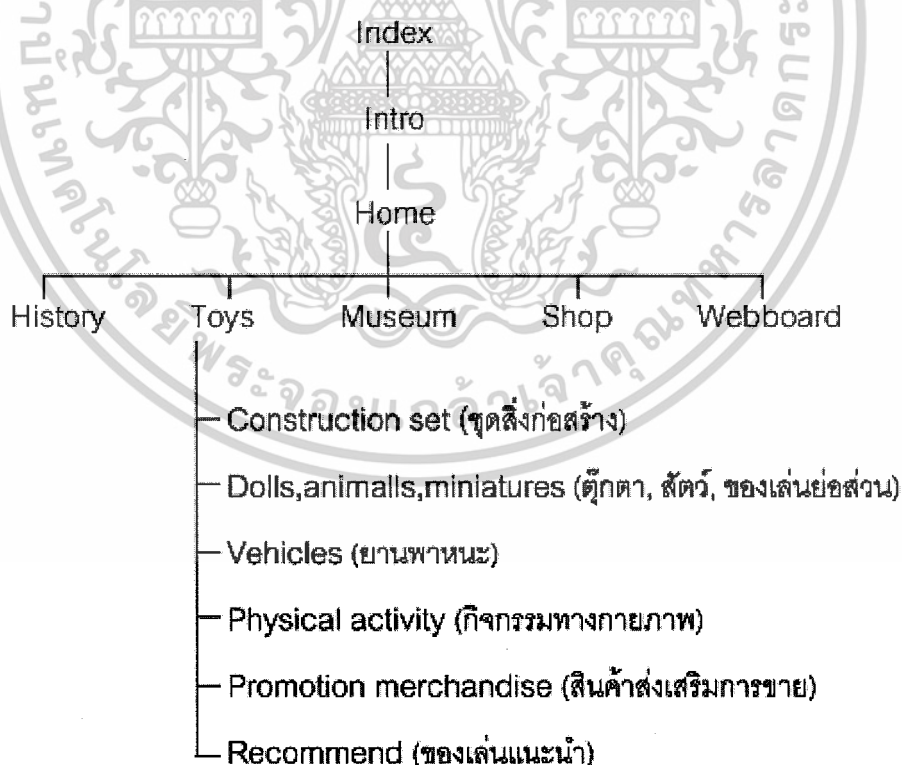 Index
Intro
Home
History Toys Museum Shop Webboard
Construction set (ชุดสิ่งก่อสร้าง)
Dolls,animalls,miniatures (ตุ๊กตา, สัตว์, ของเล่นย่อส่วน)
Vehicles (ยานพาหนะ)
Physical activity (กิจกรรมทางกายภาพ)
Promotion merchandise (สินค้าส่งเสริมการขาย)
Recommend (ของเล่นแนะนำ)